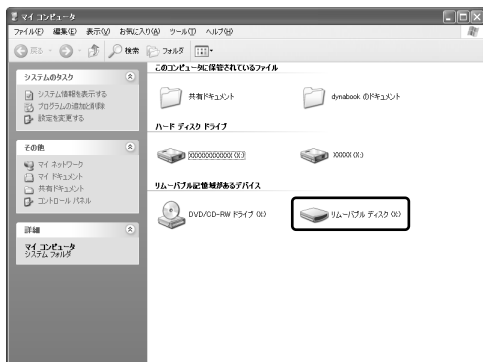 マイ コンピュータ
ファイル(F) 編集(E) 表示(V) お気に入り(A) ツール(T) ヘルプ(H)
戻る 検索 フォルダ
システムのタスク
システム情報を表示する
プログラムの追加と削除
設定を変更する
その他
マイ ネットワーク
マイ ドキュメント
共有ドキュメント
コントロール パネル
詳細
マイ コンピュータ
システム フォルダ
このコンピュータに保管されているファイル
共有ドキュメント
dynabook のドキュメント
ハード ディスク ドライブ
XXXXXXXXXXXX (X:)
XXXXX (X:)
リムーバブル記憶域があるデバイス
DVD/CD-RW ドライブ (X:)
リムーバブル ディスク (X:)